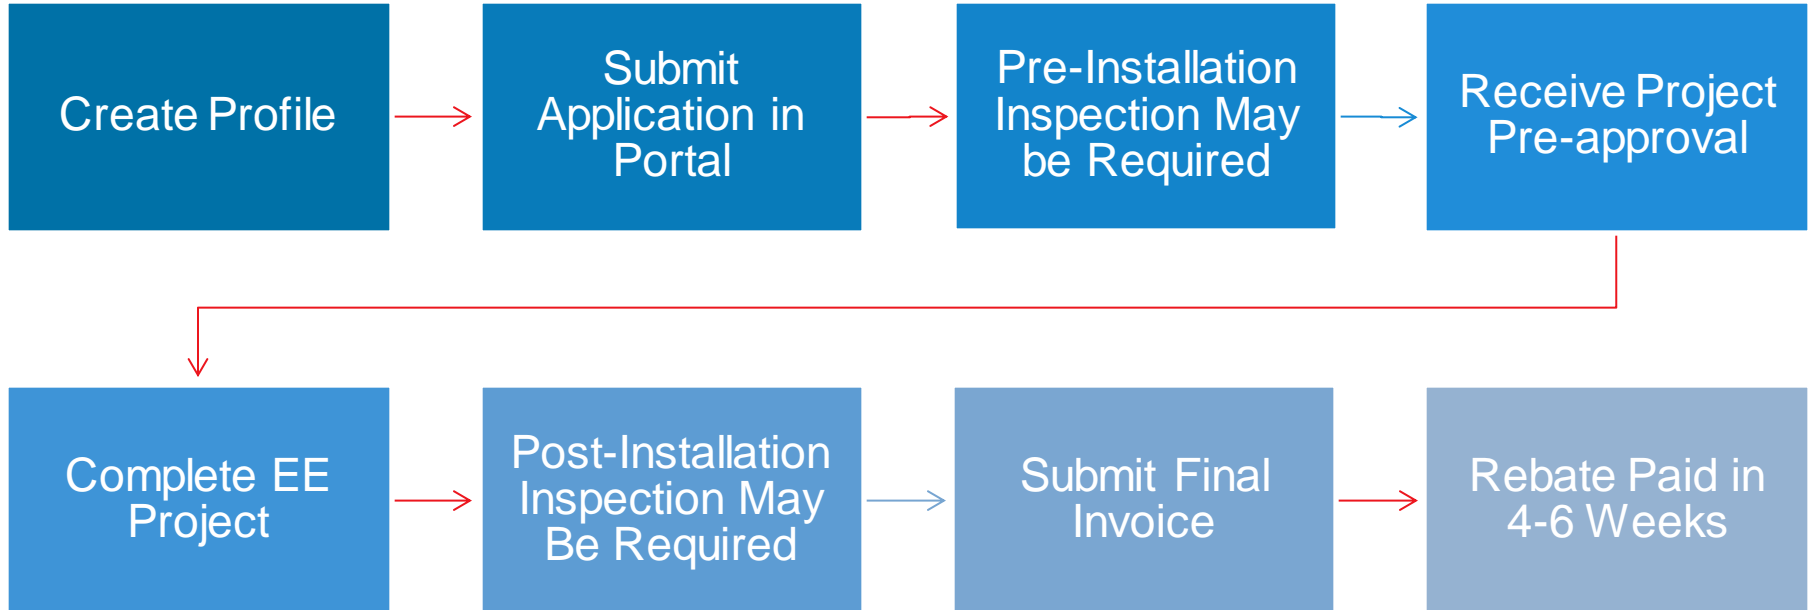 Create Profile
Submit
Application in
Portal
Pre-Installation
Inspection May
be Required
Receive Project
Pre-approval
Complete EE
Project
Post-Installation
Inspection May
Be Required
Submit Final
Invoice
Rebate Paid in
4-6 Weeks